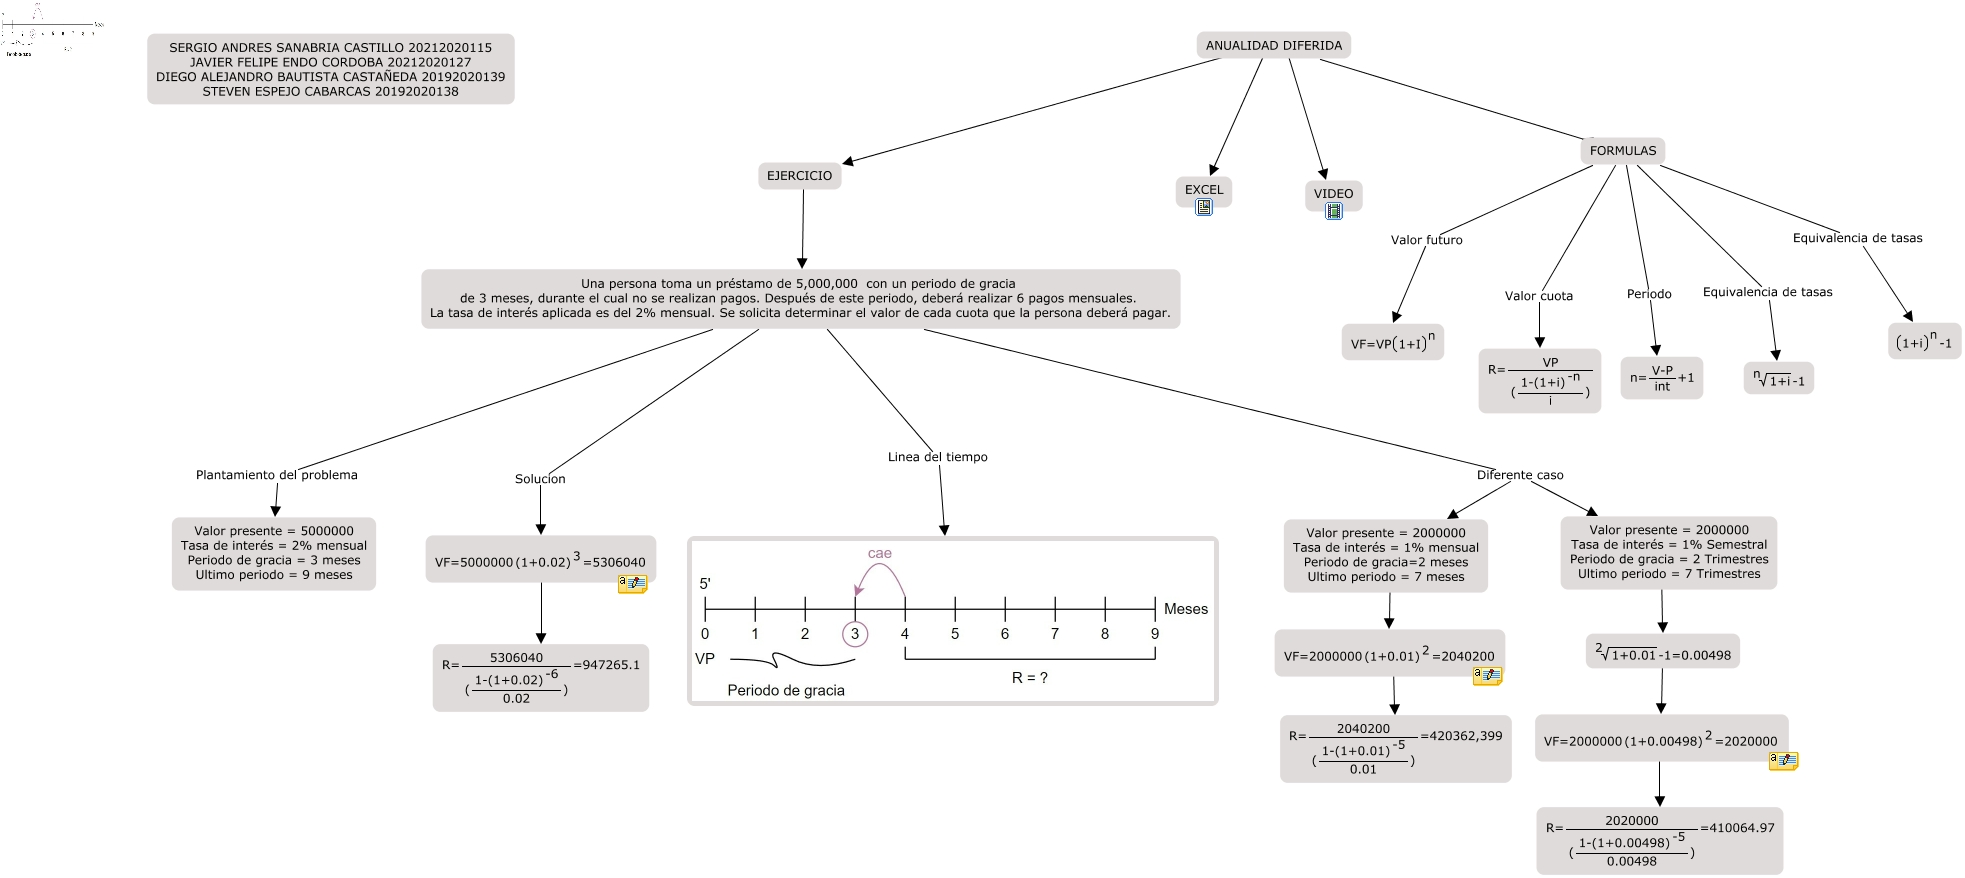 SERGIO ANDRES SANABRIA CASTILLO 20212020115
JAVIER FELIPE ENDO CORDOBA 20212020127
DIEGO ALEJANDRO BAUTISTA CASTAÑEDA 20192020139
STEVEN ESPEJO CABARCAS 20192020138
ANUALIDAD DIFERIDA
EJERCICIO
EXCEL
VIDEO
FORMULAS
Una persona toma un préstamo de 5,000,000 con un periodo de gracia
de 3 meses, durante el cual no se realizan pagos. Después de este periodo, deberá realizar 6 pagos mensuales.
La tasa de interés aplicada es del 2% mensual. Se solicita determinar el valor de cada cuota que la persona deberá pagar.
Valor futuro
VF=VP(1+I)^n
Valor cuota
R=VP/((1-(1+i)^-n)/i)
Periodo
n=(V-P)/int+1
Equivalencia de tasas
n√1+i-1
Equivalencia de tasas
(1+i)^n-1
Plantamiento del problema
Valor presente = 5000000
Tasa de interés = 2% mensual
Periodo de gracia = 3 meses
Ultimo periodo = 9 meses
Solucion
VF=5000000(1+0.02)^3=5306040
R=5306040/((1-(1+0.02)^-6)/0.02)=947265.1
Linea del tiempo
cae
5'
Meses
0 1 2 3 4 5 6 7 8 9
VP
R = ?
Periodo de gracia
Diferente caso
Valor presente = 2000000
Tasa de interés = 1% mensual
Periodo de gracia=2 meses
Ultimo periodo = 7 meses
VF=2000000(1+0.01)^2=2040200
R=2040200/((1-(1+0.01)^-5)/0.01)=420362,399
Valor presente = 2000000
Tasa de interés = 1% Semestral
Periodo de gracia = 2 Trimestres
Ultimo periodo = 7 Trimestres
2√1+0.01-1=0.00498
VF=2000000(1+0.00498)^2=2020000
R=2020000/((1-(1+0.00498)^-5)/0.00498)=410064.97